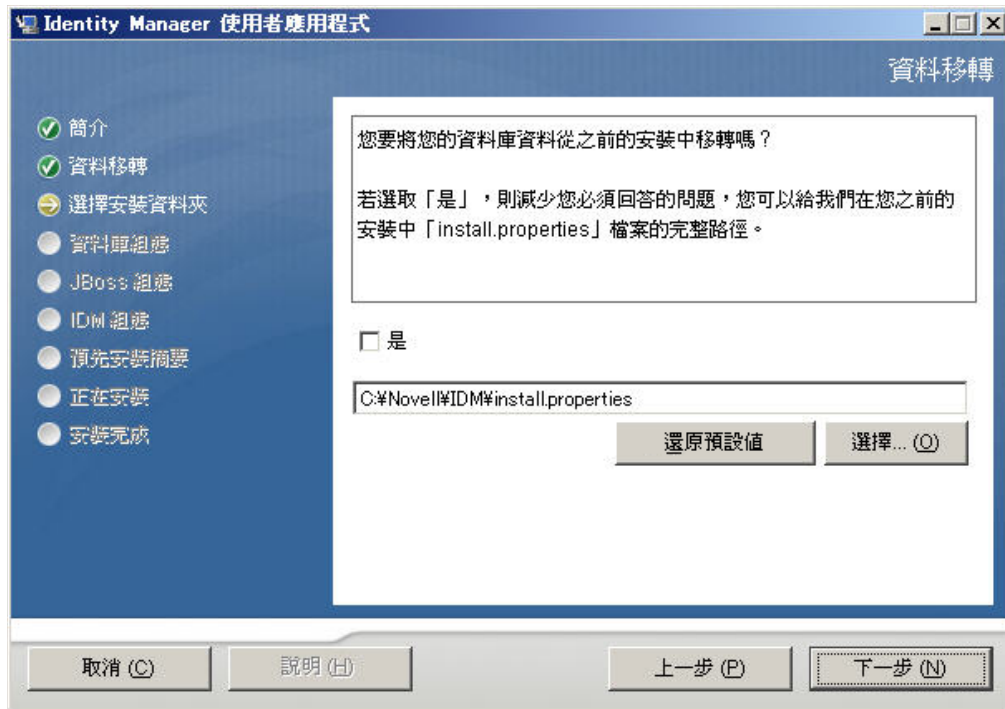 Identity Manager 使用者應用程式
資料移轉
簡介
資料移轉
選擇安裝資料夾
資料庫組態
JBoss 組態
IDM 組態
預先安裝摘要
正在安裝
安裝完成
您要將您的資料庫資料從之前的安裝中移轉嗎？
若選取「是」，則減少您必須回答的問題，您可以給我們在您之前的
安裝中「install.properties」檔案的完整路徑。
是
C:¥Novell¥IDM¥install.properties
還原預設值
選擇... (O)
取消 (C)
說明 (H)
上一步 (P)
下一步 (N)